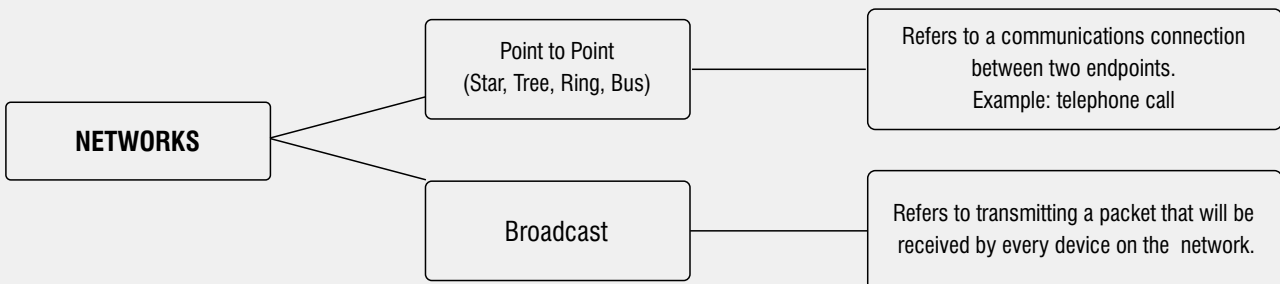 NETWORKS
Point to Point
(Star, Tree, Ring, Bus)
Refers to a communications connection
between two endpoints.
Example: telephone call
Broadcast
Refers to transmitting a packet that will be
received by every device on the network.